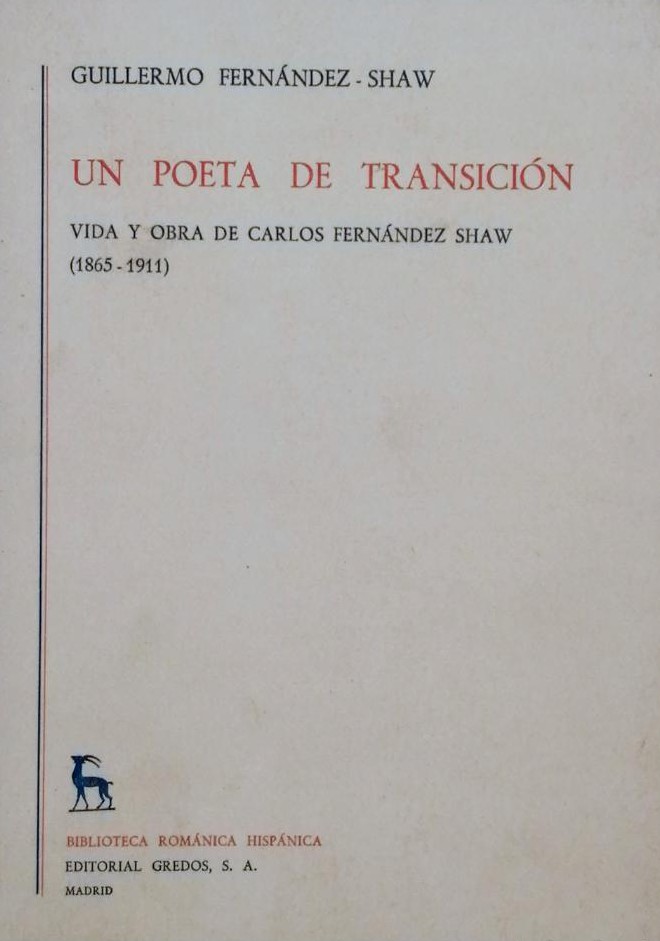 GUILLERMO FERNÁNDEZ-SHAW
UN POETA DE TRANSICIÓN
VIDA Y OBRA DE CARLOS FERNÁNDEZ SHAW
(1865-1911)
BIBLIOTECA ROMÁNICA HISPÁNICA
EDITORIAL GREDOS, S. A.
MADRID